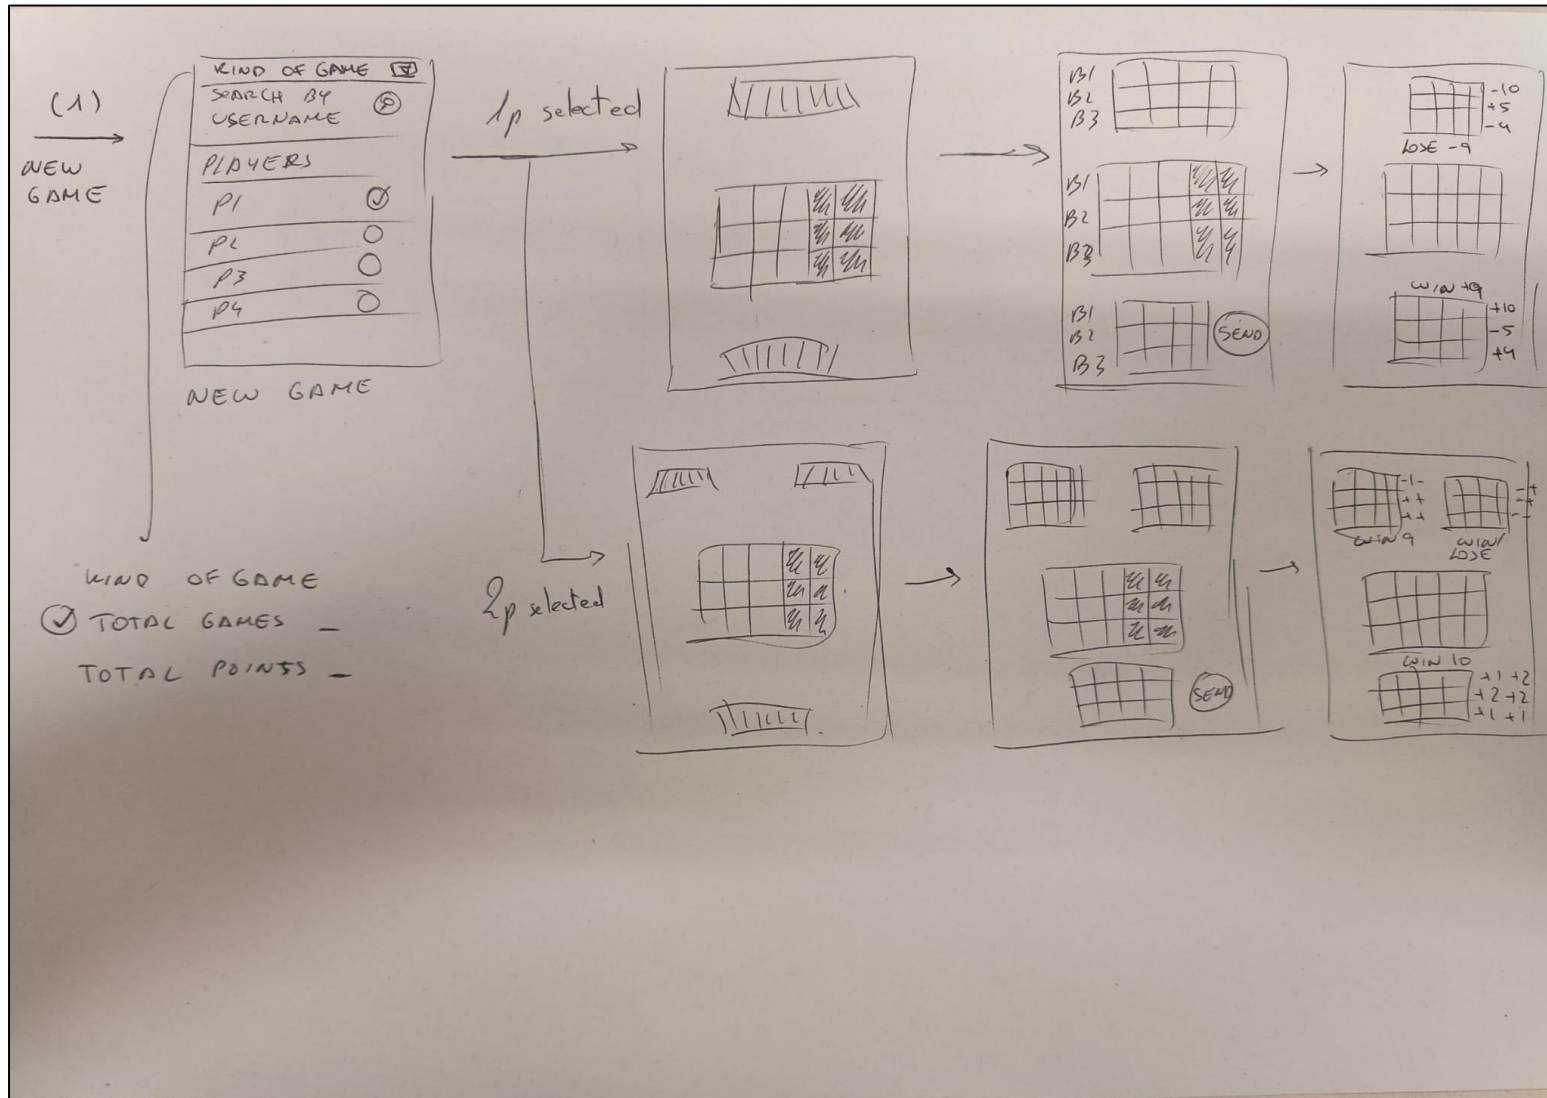 (1)
NEW
GAME
KIND OF GAME
SEARCH BY
USERNAME
PLAYERS
P1
P2
P3
P4
NEW GAME
KIND OF GAME
TOTAL GAMES _
TOTAL POINTS _
1p selected
2p selected
B1
B2
B3
B1
B2
B3
B1
B2
B3
SEND
-10
+5
-4
LOSE -9
WIN +9
+10
-5
+4
SEND
++
++
WIN 9
WIN/
LOSE
WIN 10
+1 +2
+2 +2
+1 +1